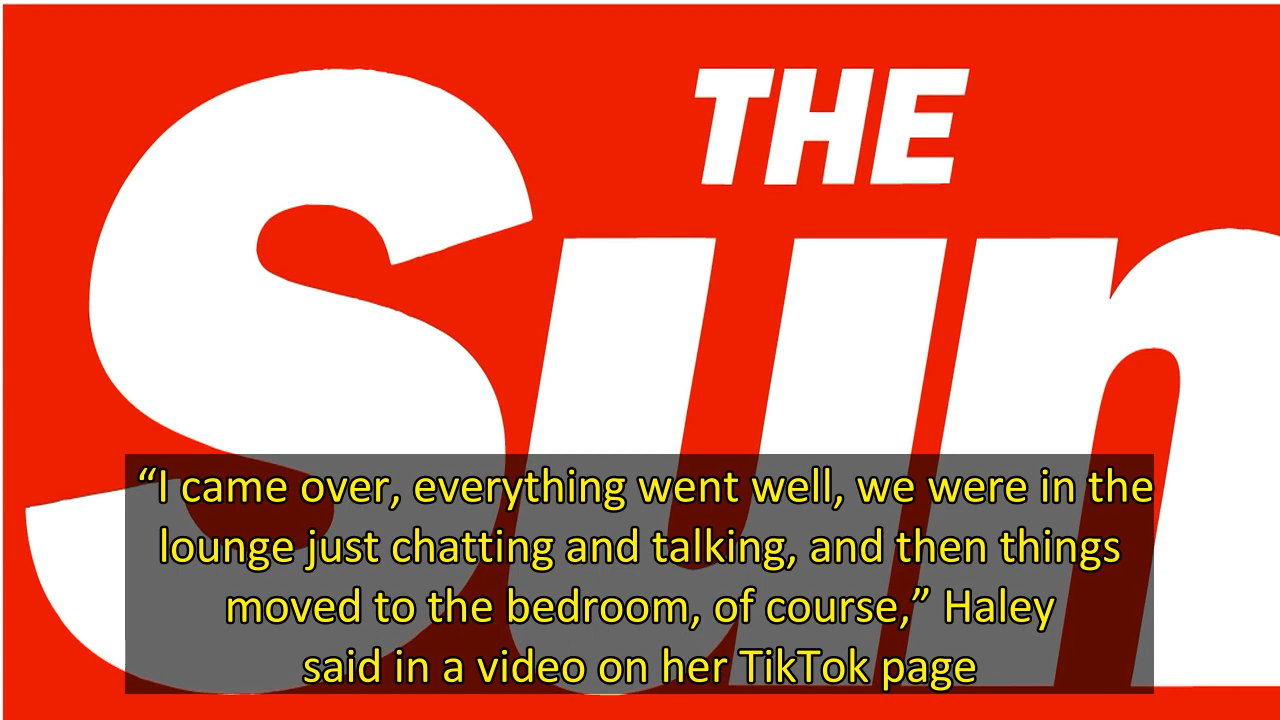 THE
Sun
“I came over, everything went well, we were in the
lounge just chatting and talking, and then things
moved to the bedroom, of course,” Haley
said in a video on her TikTok page